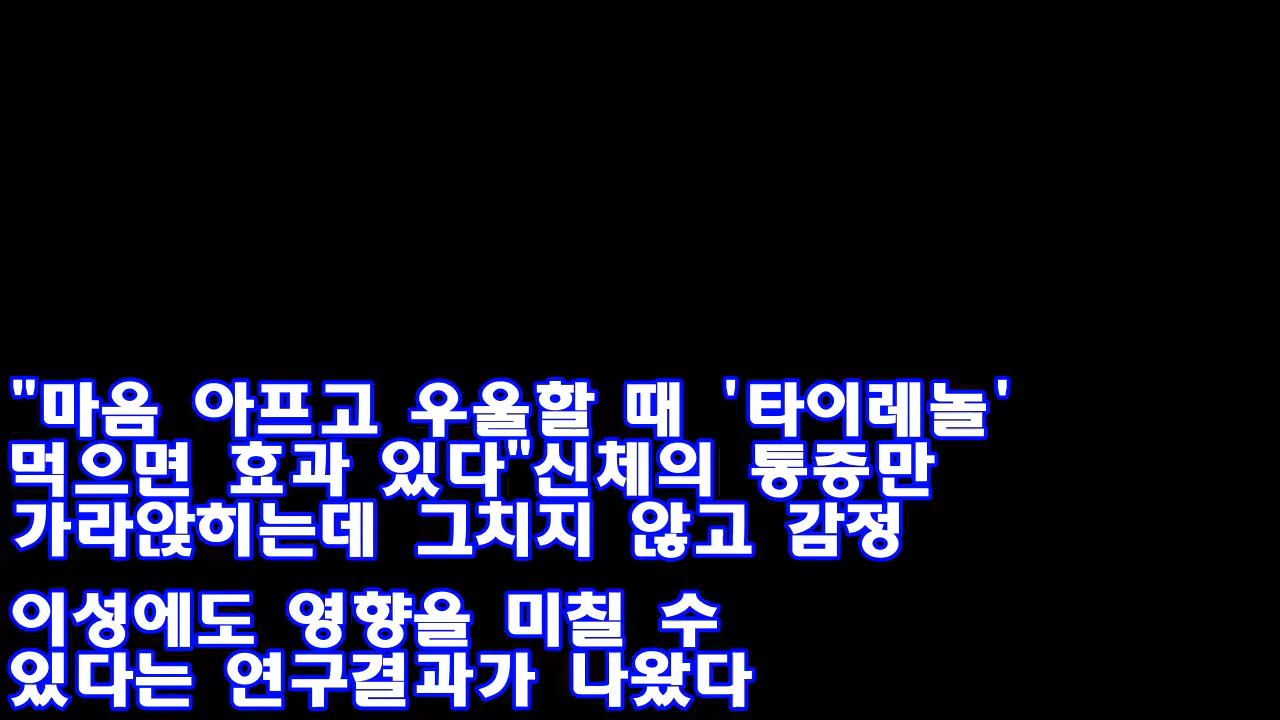 "마음 아프고 우울할 때 '타이레놀'
먹으면 효과 있다"신체의 통증만
가라앉히는데 그치지 않고 감정
이성에도 영향을 미칠 수
있다는 연구결과가 나왔다